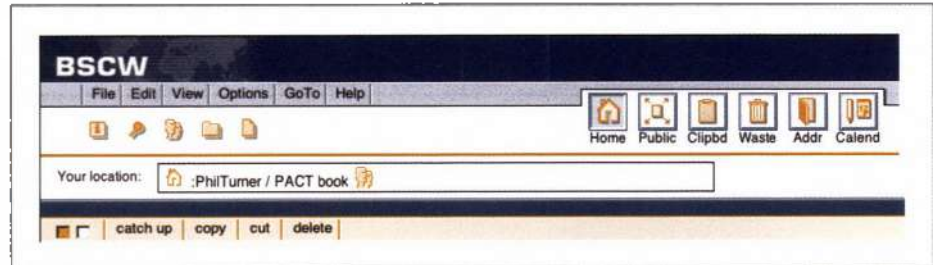 BSCW
File Edit View Options GoTo Help
Home Public Clipbd Waste Addr Calend
Your location: :PhilTurner / PACT book
catch up copy cut delete